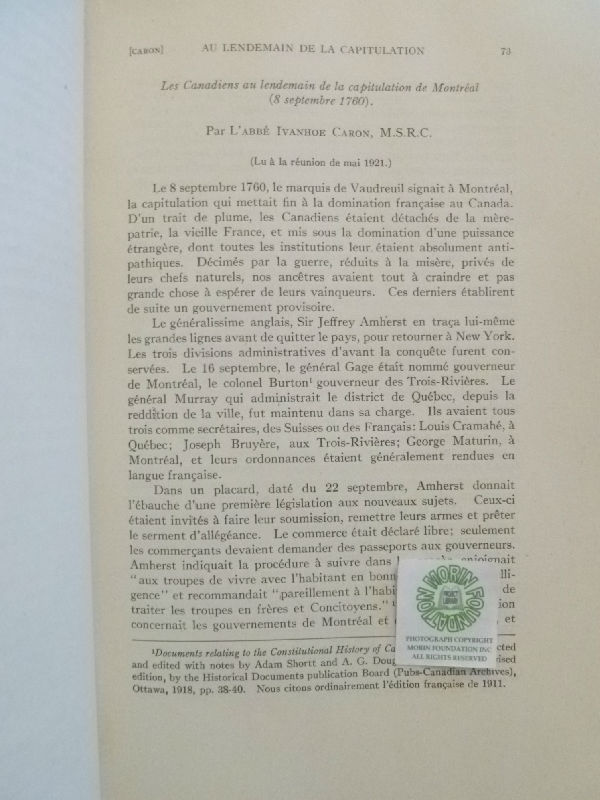 [CARON] AU LENDEMAIN DE LA CAPITULATION 73
Les Canadiens au lendemain de la capitulation de Montréal
(8 septembre 1760).
Par L'ABBÉ IVANHOE CARON, M.S.R.C.
(Lu à la réunion de mai 1921.)
Le 8 septembre 1760, le marquis de Vaudreuil signait à Montréal,
la capitulation qui mettait fin à la domination française au Canada.
D'un trait de plume, les Canadiens étaient détachés de la mère-
patrie, la vieille France, et mis sous la domination d'une puissance
étrangère, dont toutes les institutions leur étaient absolument anti-
pathiques. Décimés par la guerre, réduits à la misère, privés de
leurs chefs naturels, nos ancêtres avaient tout à craindre et pas
grande chose à espérer de leurs vainqueurs. Ces derniers établirent
de suite un gouvernement provisoire.
Le généralissime anglais, Sir Jeffrey Amherst en traça lui-même
les grandes lignes avant de quitter le pays, pour retourner à New York.
Les trois divisions administratives d'avant la conquête furent con-
servées. Le 16 septembre, le général Gage était nommé gouverneur
de Montréal, le colonel Burton¹ gouverneur des Trois-Rivières. Le
général Murray qui administrait le district de Québec, depuis la
reddition de la ville, fut maintenu dans sa charge. Ils avaient tous
trois comme secrétaires, des Suisses ou des Français: Louis Cramahé, à
Québec; Joseph Bruyère, aux Trois-Rivières; George Maturin, à
Montréal, et leurs ordonnances étaient généralement rendues en
langue française.
Dans un placard, daté du 22 septembre, Amherst donnait
l'ébauche d'une première législation aux nouveaux sujets. Ceux-ci
étaient invités à faire leur soumission, remettre leurs armes et prêter
le serment d'allégéance. Le commerce était déclaré libre; seulement
les commerçants devaient demander des passeports aux gouverneurs.
Amherst indiquait la procédure à suivre dans enjoignait
"aux troupes de vivre avec l'habitant en bonn lli-
gence" et recommandait "pareillement à l'habi de
traiter les troupes en frères et Concitoyens." ion
concernait les gouvernements de Montréal et et
¹Documents relating to the Constitutional History of Ca cted
and edited with notes by Adam Shortt and A. G. Doug ised
edition, by the Historical Documents publication Board (Pubs-Canadian Archives),
Ottawa, 1918, pp. 38-40. Nous citons ordinairement l'édition française de 1911.
MORIN FOUNDATION
PROJECT
LIBRARY
PHOTOGRAPH COPYRIGHT
MORIN FOUNDATION INC
ALL RIGHTS RESERVED